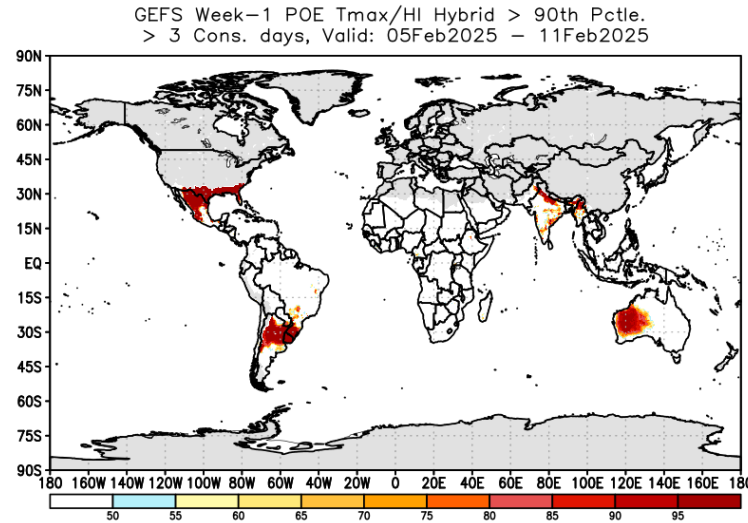 GEFS Week-1 POE Tmax/HI Hybrid > 90th Pctle.
> 3 Cons. days, Valid: 05Feb2025 - 11Feb2025
90N
75N
60N
45N
30N
15N
EQ
15S
30S
45S
60S
75S
90S
180 160W 140W 120W 100W 80W 60W 40W 20W 0 20E 40E 60E 80E 100E 120E 140E 160E 180
50 55 60 65 70 75 80 85 90 95